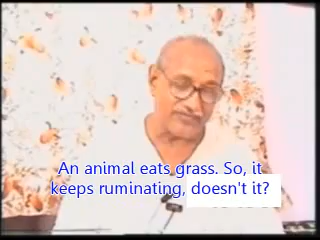 An animal eats grass. So, it
keeps ruminating, doesn't it?